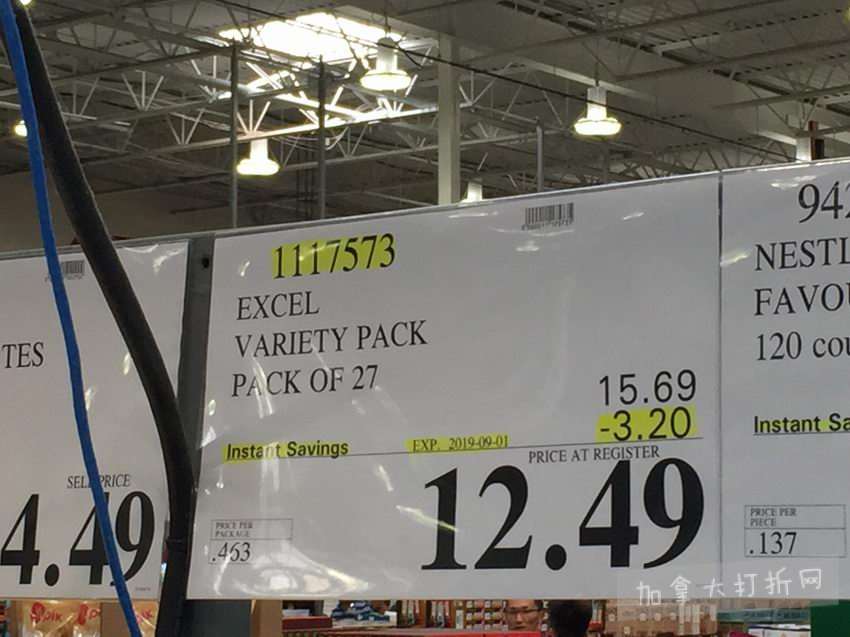 TES
SELL PRICE
4.49
1117573
EXCEL
VARIETY PACK
PACK OF 27
15.69
-3.20
Instant Savings
EXP. 2019-09-01
PRICE AT REGISTER
12.49
PRICE PER
PACKAGE
.463
942
NESTL
FAVOU
120 cou
Instant Sa
PRICE PER
PIECE
.137
加拿大打折网